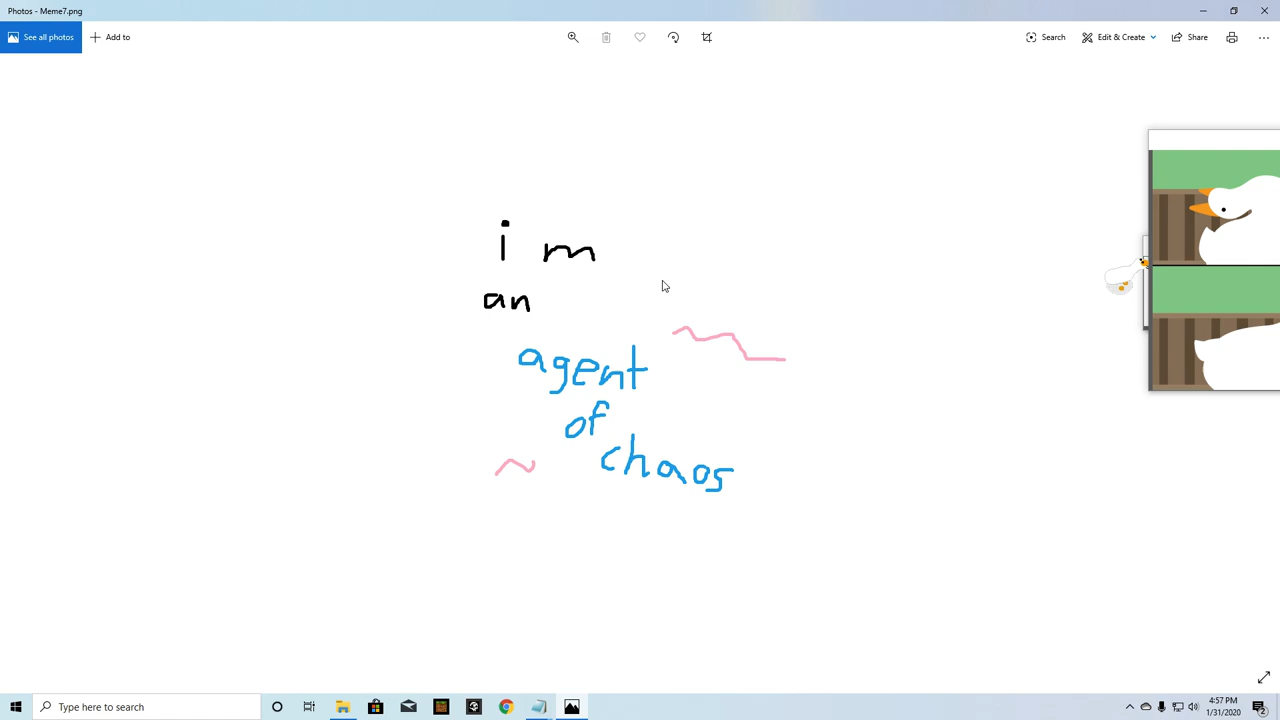 Photos - Meme7.png
See all photos
Add to
Search
Edit & Create
Share
i m
an
agent
of
chaos
Type here to search
4:57 PM
1/31/2020
2